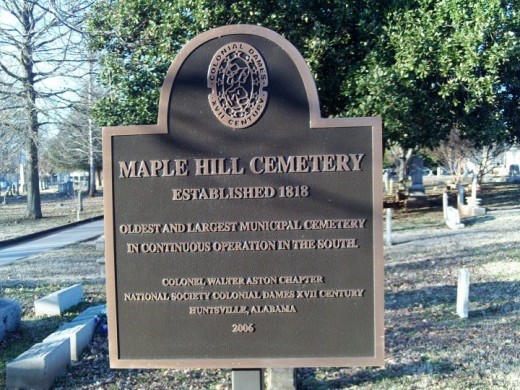 COLONIAL DAMES
XVII CENTURY
MAPLE HILL CEMETERY
ESTABLISHED 1818
OLDEST AND LARGEST MUNICIPAL CEMETERY
IN CONTINUOUS OPERATION IN THE SOUTH.
COLONEL WALTER ASTON CHAPTER
NATIONAL SOCIETY COLONIAL DAMES XVII CENTURY
HUNTSVILLE, ALABAMA
2006